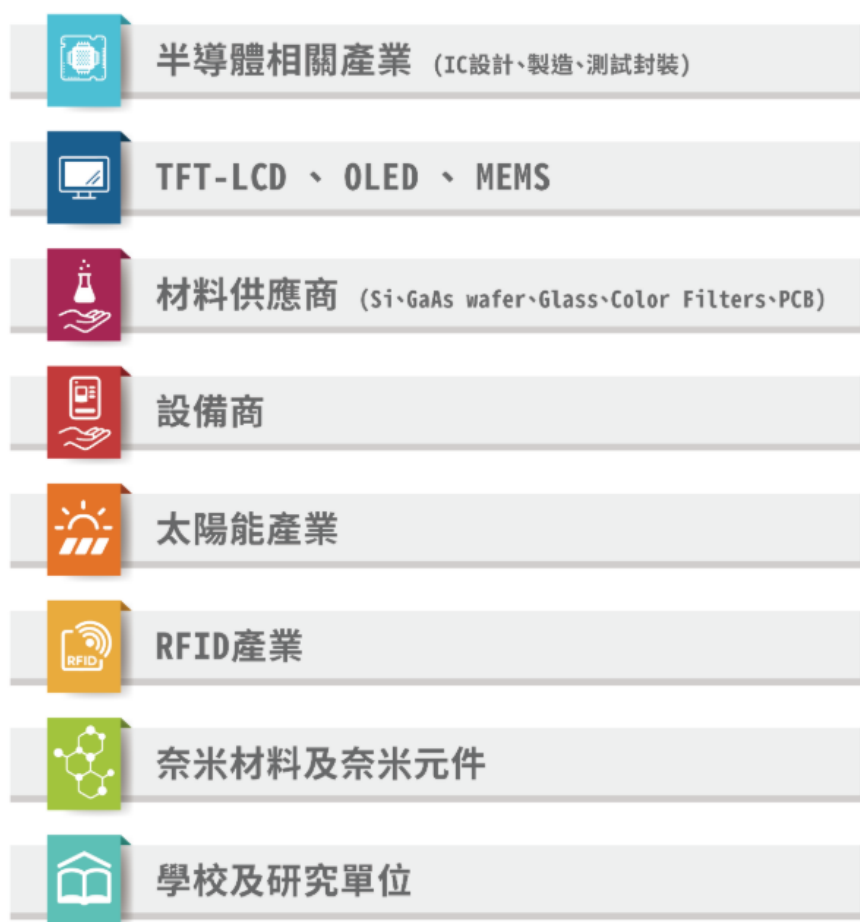 半導體相關產業 (IC設計、製造、測試封裝)
TFT-LCD 、 OLED 、 MEMS
材料供應商 (Si、GaAs wafer、Glass、Color Filters、PCB)
設備商
太陽能產業
RFID
RFID產業
奈米材料及奈米元件
學校及研究單位